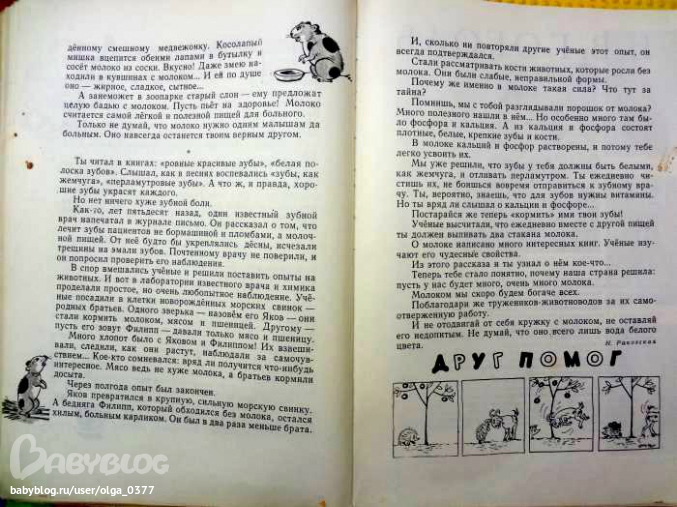 дённому смешному медвежонку. Косолапый
мишка вцепится обеими лапами в бутылку и
сосёт молоко из соски. Вкусно! Даже змею на-
ходили в кувшинах с молоком... И ей по душе
оно — жирное, сладкое, сытное...
А занеможет в зоопарке старый слон — ему предложат
целую бадью с молоком. Пусть пьёт на здоровье! Молоко
считается самой лёгкой и полезной пищей для больного.
Только не думай, что молоко нужно одним малышам да
больным. Оно навсегда останется твоим верным другом.
Ты читал в книгах: «ровные красивые зубы», «белая по-
лоска зубов». Слышал, как в песнях воспевались «зубы, как
жемчуга», «перламутровые зубы». А что ж, и правда, хоро-
шие зубы украсят каждого.
Но нет ничего хуже зубной боли.
Как-то, лет пятьдесят назад, один известный зубной
врач напечатал в журнале письмо. Он рассказал о том, что
лечит зубы пациентов не бормашиной и пломбами, а молоч-
ной пищей. От неё будто бы укреплялись дёсны, исчезали
трещины на эмали зубов. Почтенному врачу не поверили, и
он попросил проверить его наблюдения.
В спор вмешались учёные и решили поставить опыты на
животных. И вот в лаборатории известного врача и химика
проделали простое, но очень любопытное наблюдение. Учё-
ные посадили в клетки новорождённых морских свинок —
родных братьев. Одного зверька — назовём его Яков — они
стали кормить молоком, мясом и пшеницей. Другому —
пусть его зовут Филипп — давали только мясо и пшеницу.
Много хлопот было с Яковом и Филиппом! Их взвеши-
вали, следили, как они растут, наблюдали за самочув-
ствием... Кое-кто сомневался: вряд ли получится что-нибудь
интересное. Мясо ведь не хуже молока, а братьев кормили
досыта.
Через полгода опыт был закончен.
Яков превратился в крупную, сильную морскую свинку.
А бедняга Филипп, который обходился без молока, остался
хилым, больным карликом. Он был в два раза меньше брата.
И, сколько ни повторяли другие учёные этот опыт, он
всегда подтверждался.
Стали рассматривать кости животных, которые росли без
молока. Они были слабые, неправильной формы.
Почему же именно в молоке такая сила? Что тут за
тайна?
Помнишь, мы с тобой разглядывали порошок от молока?
Много полезного нашли в нём... Но особенно много там бы-
ло фосфора и кальция. А из кальция и фосфора состоят
плотные, белые, крепкие зубы и кости.
В молоке кальций и фосфор растворены, и потому тебе
легко усвоить их.
Мы уже решили, что зубы у тебя должны быть белыми,
как жемчуга, и отливать перламутром. Ты ежедневно чи-
стишь их, не боишься вовремя отправиться к зубному вра-
чу. Ты, вероятно, знаешь, что для зубов нужны витамины.
Но ты вряд ли слышал о кальции и фосфоре...
Постарайся же теперь «кормить» ими твои зубы!
Учёные высчитали, что ежедневно вместе с другой пищей
ты должен выпивать два стакана молока.
О молоке написано много интересных книг. Учёные изу-
чают его чудесные свойства.
Из этого рассказа и ты узнал о нём кое-что...
Теперь тебе стало понятно, почему наша страна решила:
пусть у нас будет много, очень много молока.
Молоком мы скоро будем богаче всех.
Поблагодари же тружеников-животноводов за их само-
отверженную работу.
И не отодвигай от себя кружку с молоком, не оставляй
его недопитым. Не думай, что оно всего лишь вода белого
цвета.
Н. Раковская
ДРУГ ПОМОГ
BABYBLOG
babyblog.ru/user/olga_0377